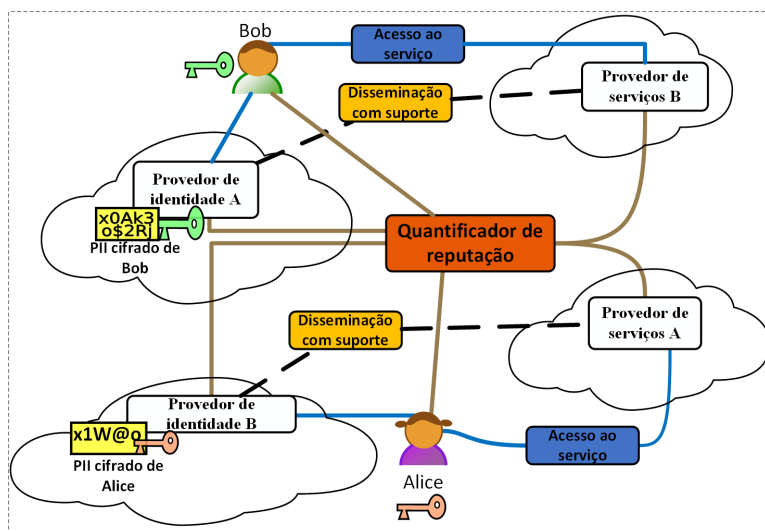 Bob
Acesso ao
serviço
Provedor de
serviços B
Disseminação
com suporte
Provedor de
identidade A
x0Ak3
o$2Rj
PII cifrado de
Bob
Quantificador de
reputação
Provedor de
serviços A
Disseminação
com suporte
Provedor de
identidade B
x1W@o
PII cifrado de
Alice
Acesso ao
serviço
Alice